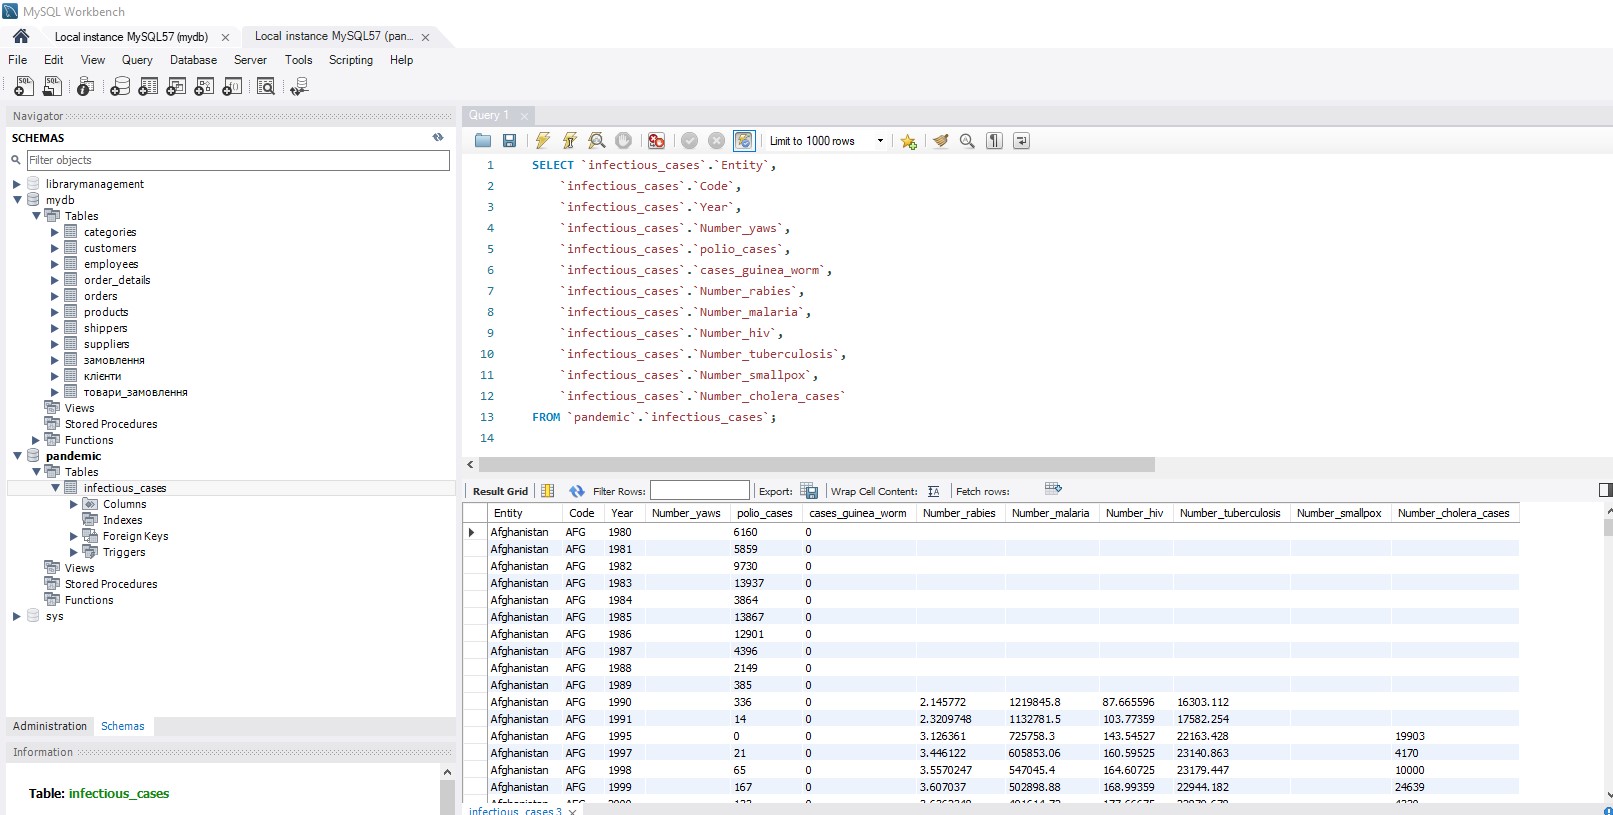 MySQL Workbench
Local instance MySQL57 (mydb) Local instance MySQL57 (pan...
File Edit View Query Database Server Tools Scripting Help
Navigator
SCHEMAS
Filter objects
librarymanagement
mydb
Tables
categories
customers
employees
order_details
orders
products
shippers
suppliers
замовлення
клієнти
товари_замовлення
Views
Stored Procedures
Functions
pandemic
Tables
infectious_cases
Columns
Indexes
Foreign Keys
Triggers
Views
Stored Procedures
Functions
sys
Administration Schemas
Information
Table: infectious_cases
Query 1
Limit to 1000 rows
1 SELECT `infectious_cases`.`Entity`,
2 `infectious_cases`.`Code`,
3 `infectious_cases`.`Year`,
4 `infectious_cases`.`Number_yaws`,
5 `infectious_cases`.`polio_cases`,
6 `infectious_cases`.`cases_guinea_worm`,
7 `infectious_cases`.`Number_rabies`,
8 `infectious_cases`.`Number_malaria`,
9 `infectious_cases`.`Number_hiv`,
10 `infectious_cases`.`Number_tuberculosis`,
11 `infectious_cases`.`Number_smallpox`,
12 `infectious_cases`.`Number_cholera_cases`
13 FROM `pandemic`.`infectious_cases`;
14
Result Grid Filter Rows: Export: Wrap Cell Content: Fetch rows:
Entity Code Year Number_yaws polio_cases cases_guinea_worm Number_rabies Number_malaria Number_hiv Number_tuberculosis Number_smallpox Number_cholera_cases
Afghanistan AFG 1980 6160 0
Afghanistan AFG 1981 5859 0
Afghanistan AFG 1982 9730 0
Afghanistan AFG 1983 13937 0
Afghanistan AFG 1984 3864 0
Afghanistan AFG 1985 13867 0
Afghanistan AFG 1986 12901 0
Afghanistan AFG 1987 4396 0
Afghanistan AFG 1988 2149 0
Afghanistan AFG 1989 385 0
Afghanistan AFG 1990 336 0 2.145772 1219845.8 87.665596 16303.112
Afghanistan AFG 1991 14 0 2.3209748 1132781.5 103.77359 17582.254
Afghanistan AFG 1995 0 0 3.126361 725758.3 143.54527 22163.428 19903
Afghanistan AFG 1997 21 0 3.446122 605853.06 160.59525 23140.863 4170
Afghanistan AFG 1998 65 0 3.5570247 547045.4 164.60725 23179.447 10000
Afghanistan AFG 1999 167 0 3.607037 502898.88 168.99359 22944.182 24639
infectious_cases 3